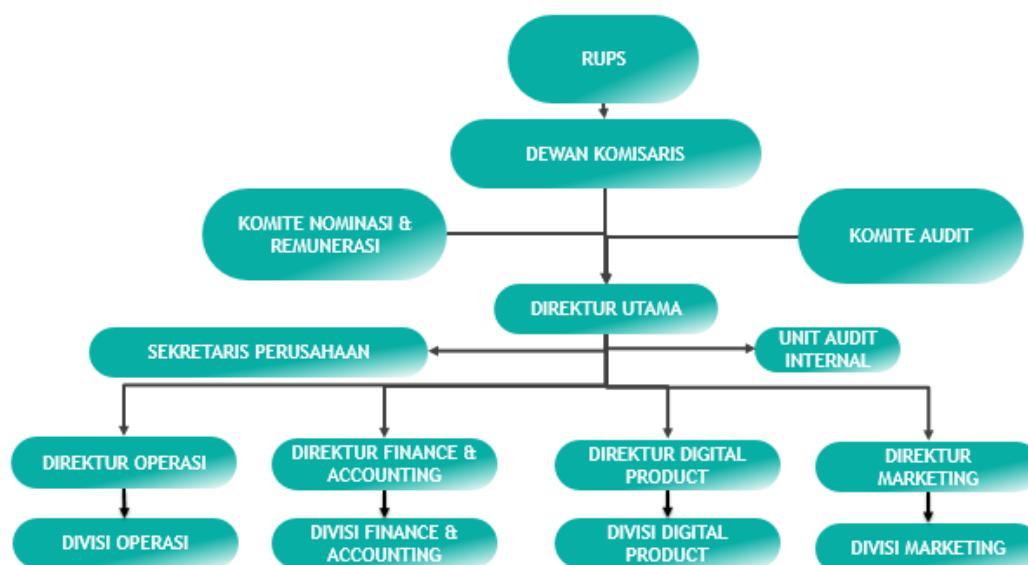 RUPS
DEWAN KOMISARIS
KOMITE NOMINASI &
REMUNERASI
KOMITE AUDIT
DIREKTUR UTAMA
SEKRETARIS PERUSAHAAN
UNIT AUDIT
INTERNAL
DIREKTUR OPERASI
DIREKTUR FINANCE &
ACCOUNTING
DIREKTUR DIGITAL
PRODUCT
DIREKTUR
MARKETING
DIVISI OPERASI
DIVISI FINANCE &
ACCOUNTING
DIVISI DIGITAL
PRODUCT
DIVISI MARKETING